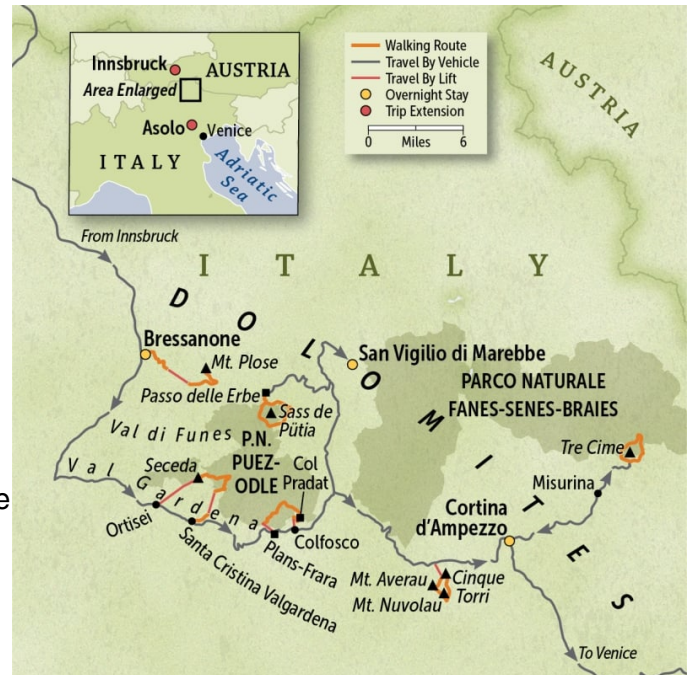 Innsbruck
AUSTRIA
Area Enlarged
Asolo
Venice
ITALY
Adriatic
Sea
Walking Route
Travel By Vehicle
Travel By Lift
Overnight Stay
Trip Extension
0 Miles 6
AUSTRIA
From Innsbruck
ITALY
DOLOMITES
Bressanone
Mt. Plose
San Vigilio di Marebbe
Passo delle Erbe
PARCO NATURALE
FANES-SENES-BRAIES
Sass de
Pütia
Val di Funes
P.N.
PUEZ-
ODLE
Tre Cime
Seceda
Col
Pradat
Val Gardena
Misurina
Ortisei
Cortina
d'Ampezzo
Santa Cristina Valgardena
Plans-Frara
Colfosco
Mt. Averau
Cinque
Torri
Mt. Nuvolau
To Venice
e